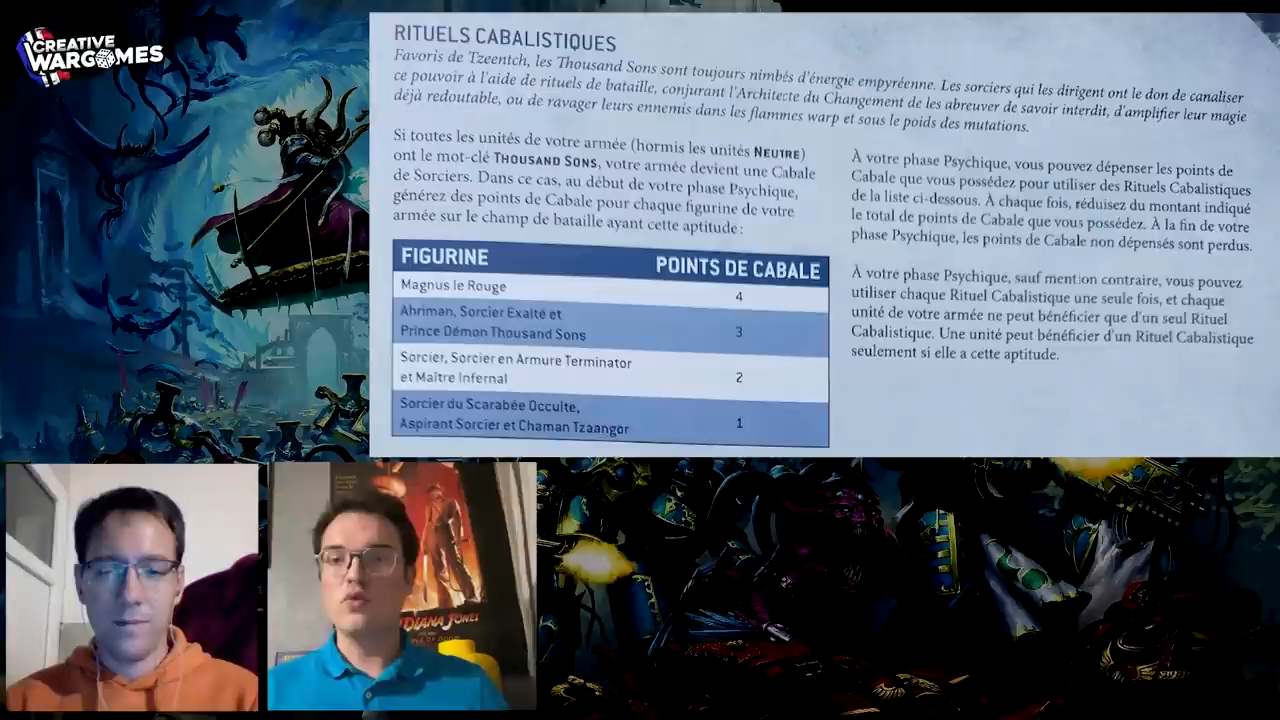 CREATIVE
WARGAMES
RITUELS CABALISTIQUES
Favoris de Tzeentch, les Thousand Sons sont toujours nimbés d'énergie empyréenne. Les sorciers qui les dirigent ont le don de canaliser
ce pouvoir à l'aide de rituels de bataille, conjurant l'Architecte du Changement de les abreuver de savoir interdit, d'amplifier leur magie
déjà redoutable, ou de ravager leurs ennemis dans les flammes warp et sous le poids des mutations.
Si toutes les unités de votre armée (hormis les unités NEUTRE)
ont le mot-clé THOUSAND SONS, votre armée devient une Cabale
de Sorciers. Dans ce cas, au début de votre phase Psychique,
générez des points de Cabale pour chaque figurine de votre
armée sur le champ de bataille ayant cette aptitude :
FIGURINE POINTS DE CABALE
Magnus le Rouge 4
Ahriman, Sorcier Exalté et
Prince Démon Thousand Sons 3
Sorcier, Sorcier en Armure Terminator
et Maître Infernal 2
Sorcier du Scarabée Occulte,
Aspirant Sorcier et Chaman Tzaangor 1
À votre phase Psychique, vous pouvez dépenser les points de
Cabale que vous possédez pour utiliser des Rituels Cabalistiques
de la liste ci-dessous. À chaque fois, réduisez du montant indiqué
le total de points de Cabale que vous possédez. À la fin de votre
phase Psychique, les points de Cabale non dépensés sont perdus.
À votre phase Psychique, sauf mention contraire, vous pouvez
utiliser chaque Rituel Cabalistique une seule fois, et chaque
unité de votre armée ne peut bénéficier que d'un seul Rituel
Cabalistique. Une unité peut bénéficier d'un Rituel Cabalistique
seulement si elle a cette aptitude.
INDIANA JONES